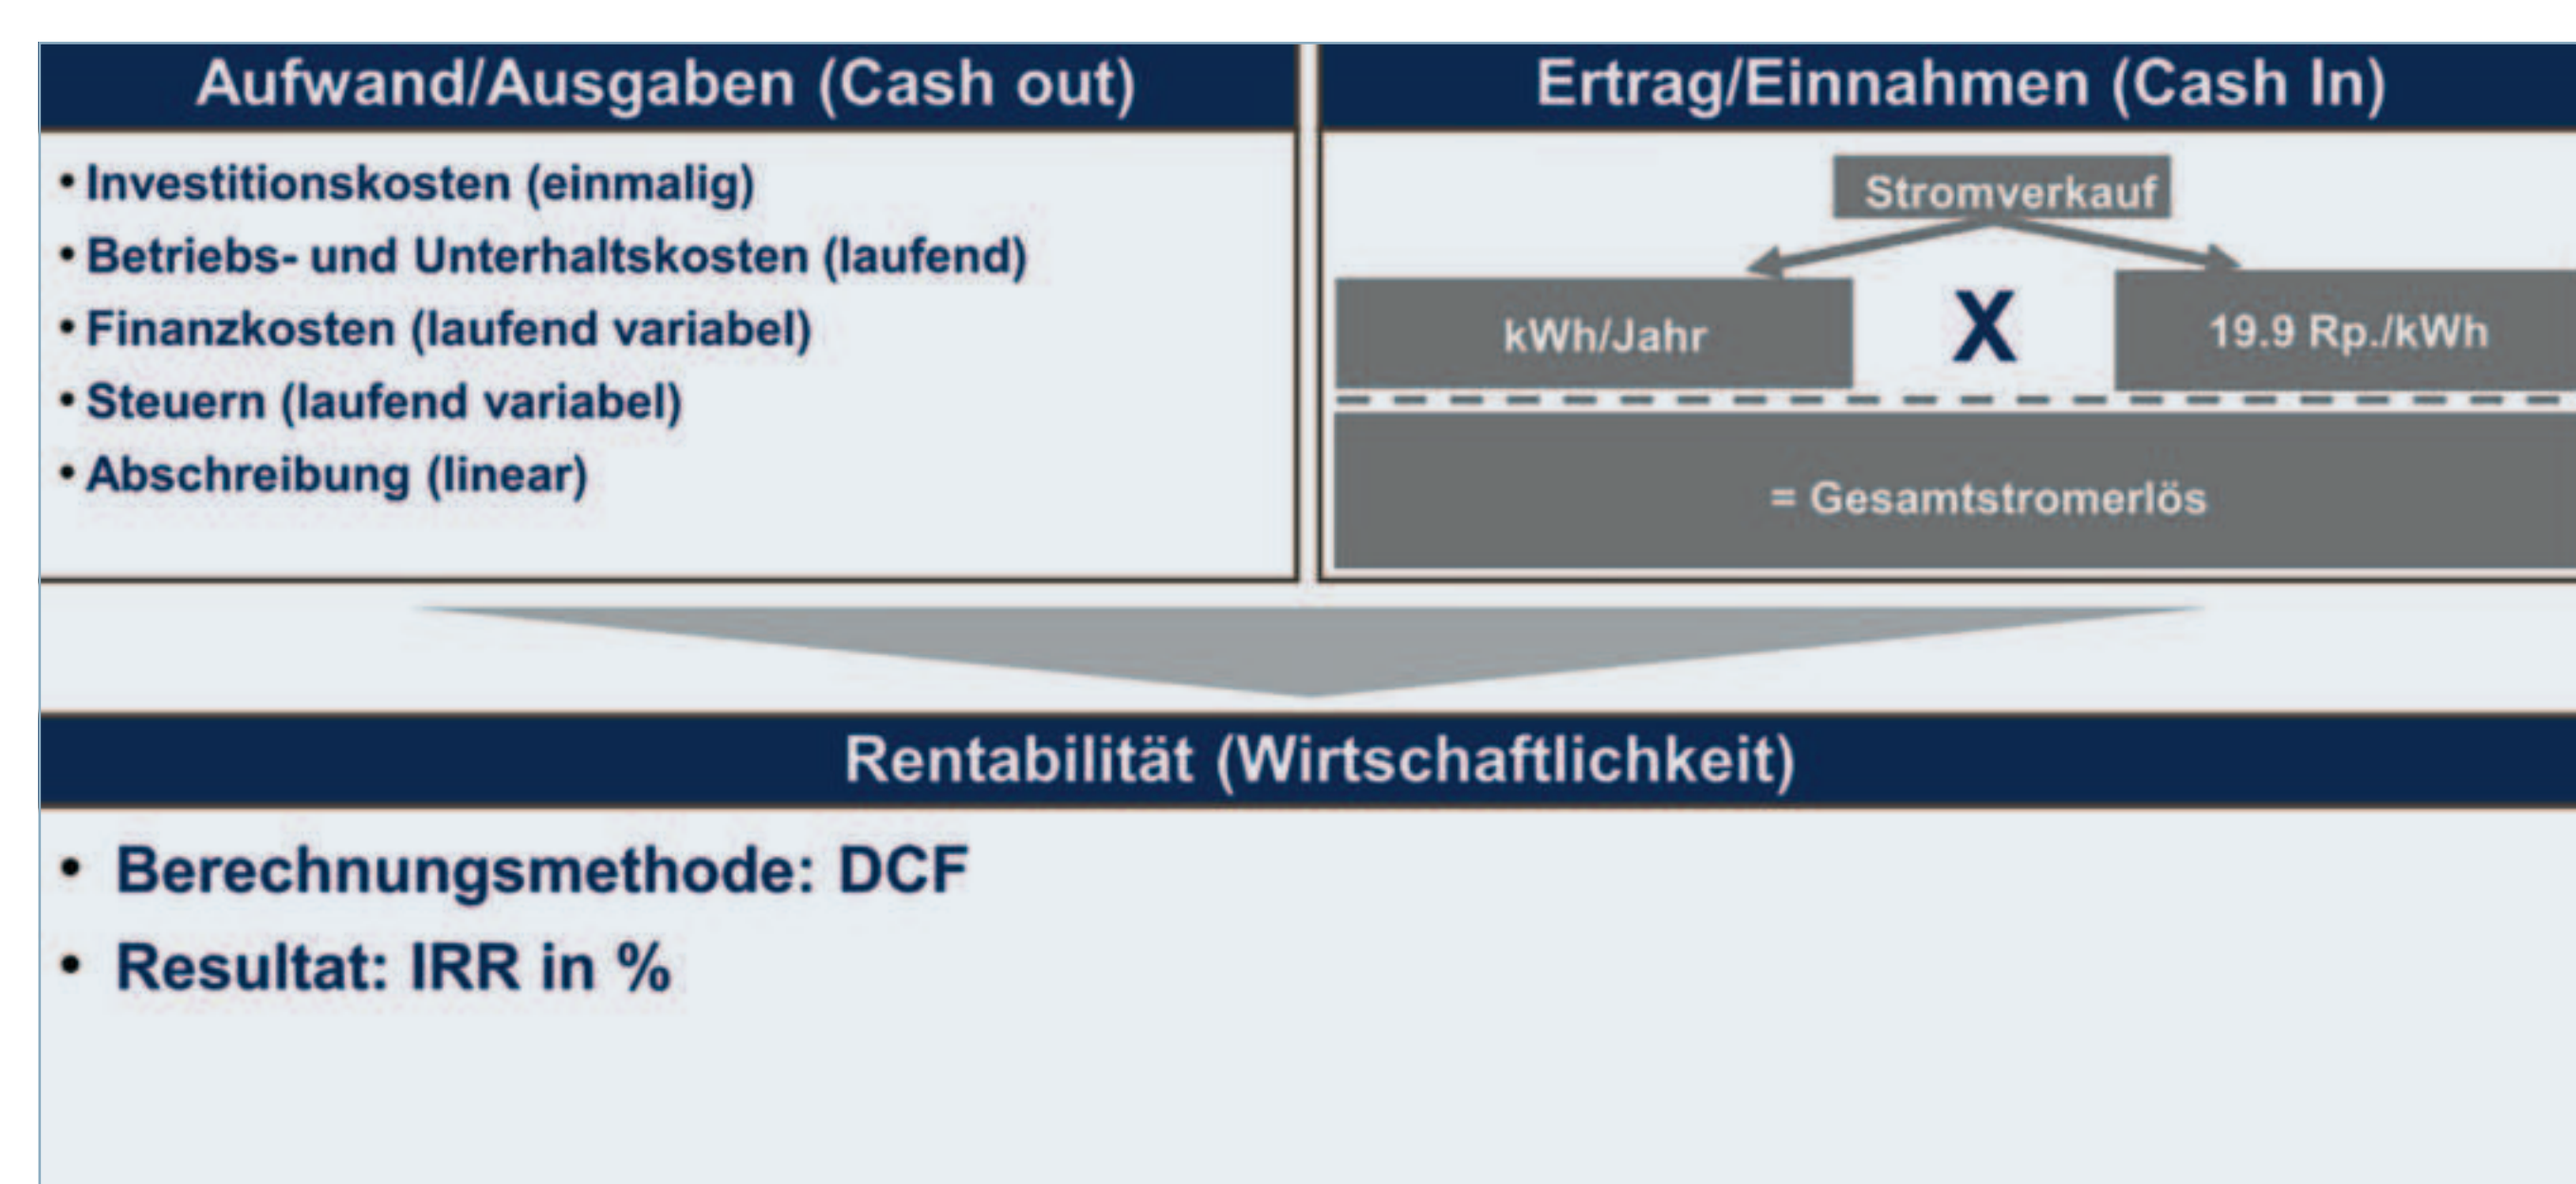 Aufwand/Ausgaben (Cash out)
• Investitionskosten (einmalig)
• Betriebs- und Unterhaltskosten (laufend)
• Finanzkosten (laufend variabel)
• Steuern (laufend variabel)
• Abschreibung (linear)
Ertrag/Einnahmen (Cash In)
Stromverkauf
kWh/Jahr
X
19.9 Rp./kWh
= Gesamtstromerlös
Rentabilität (Wirtschaftlichkeit)
• Berechnungsmethode: DCF
• Resultat: IRR in %